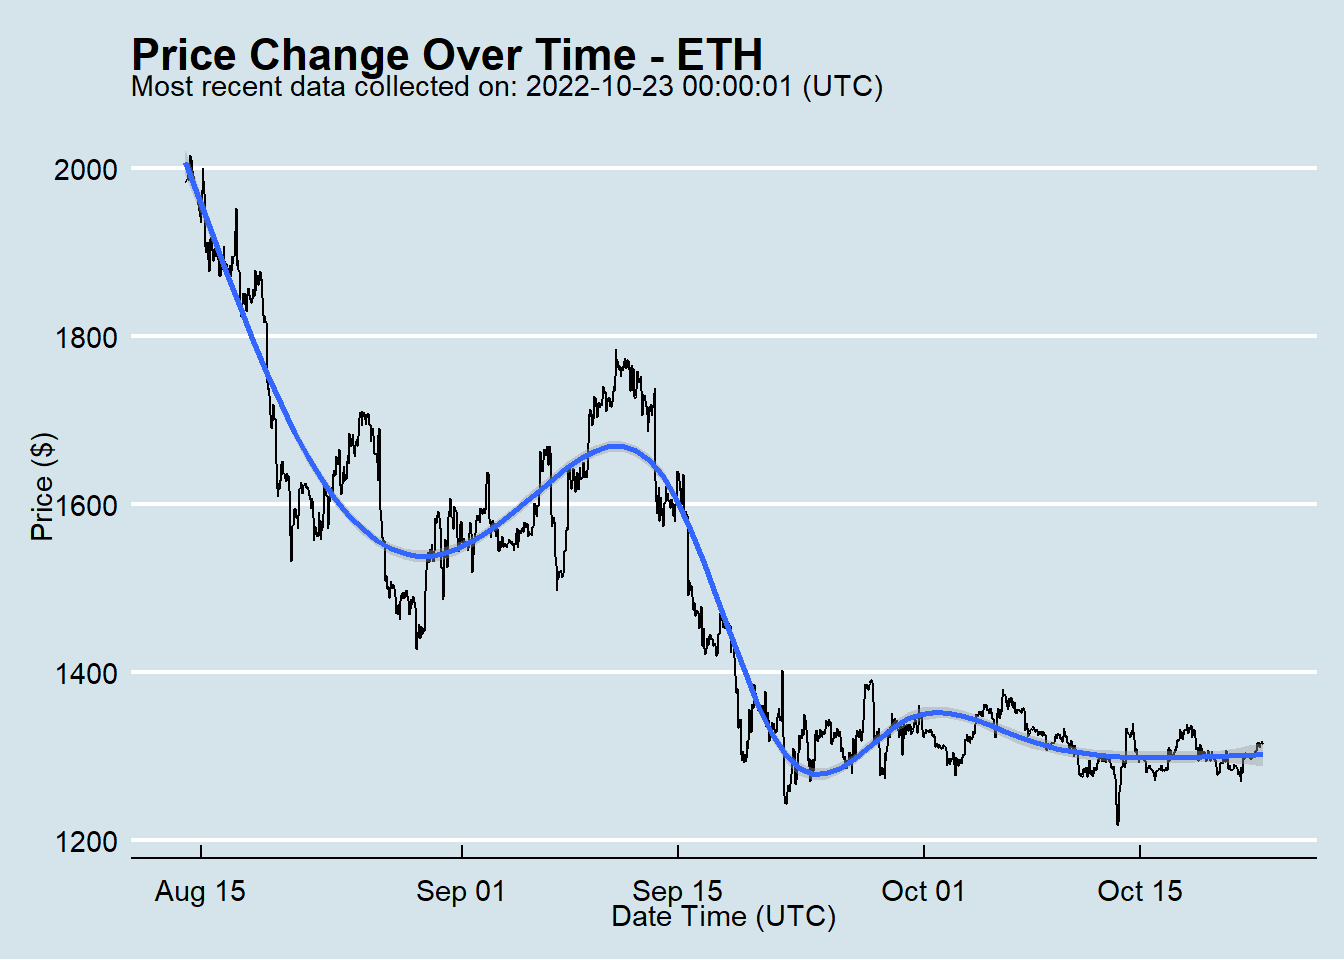 Price Change Over Time - ETH
Most recent data collected on: 2022-10-23 00:00:01 (UTC)
2000
1800
1600
1400
1200
Price ($)
Aug 15 Sep 01 Sep 15 Oct 01 Oct 15
Date Time (UTC)